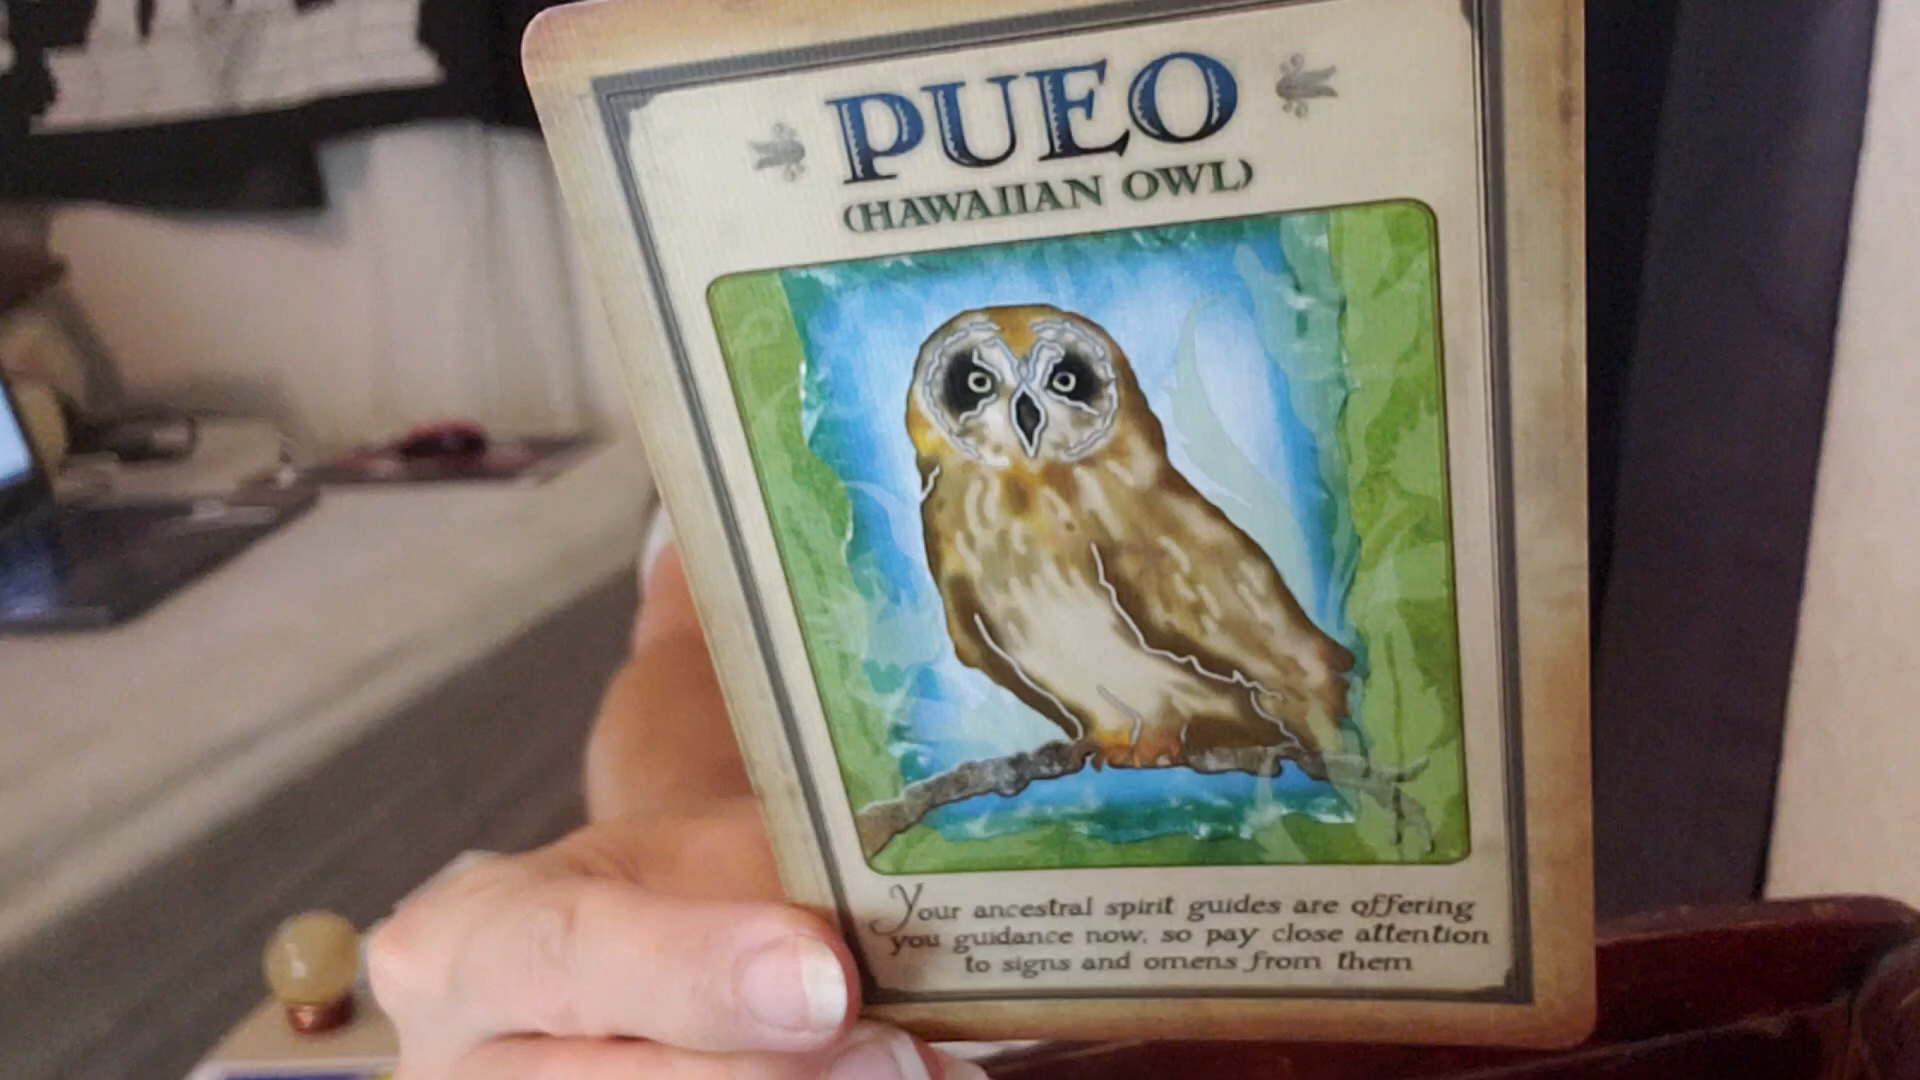 PUEO
(HAWAIIAN OWL)
Your ancestral spirit guides are offering
you guidance now, so pay close attention
to signs and omens from them